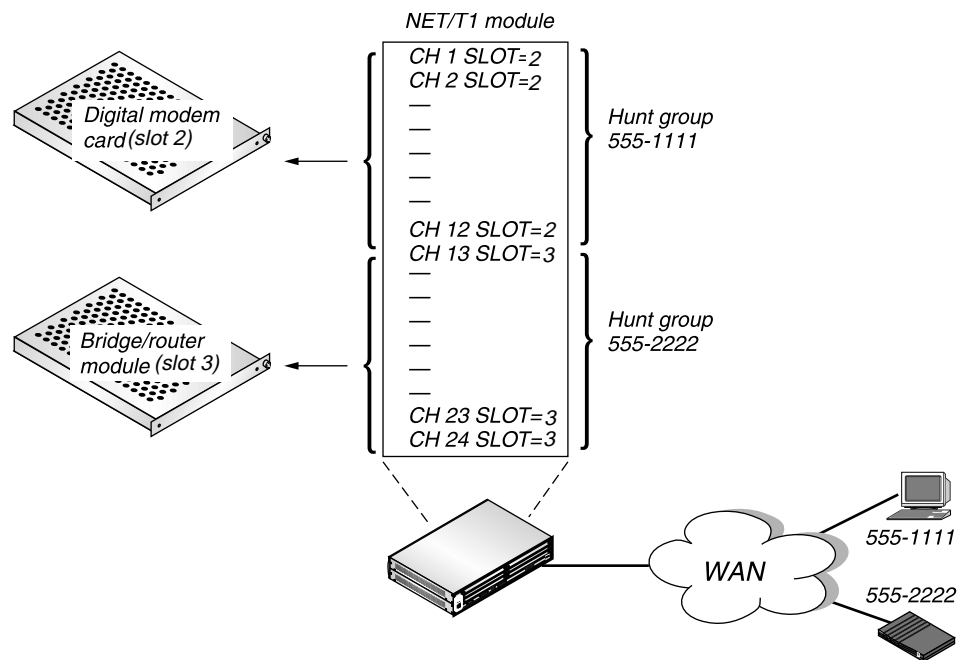 NET/T1 module
CH 1 SLOT=2
CH 2 SLOT=2
CH 12 SLOT=2
CH 13 SLOT=3
CH 23 SLOT=3
CH 24 SLOT=3
Digital modem
card (slot 2)
Bridge/router
module (slot 3)
Hunt group
555-1111
Hunt group
555-2222
WAN
555-1111
555-2222